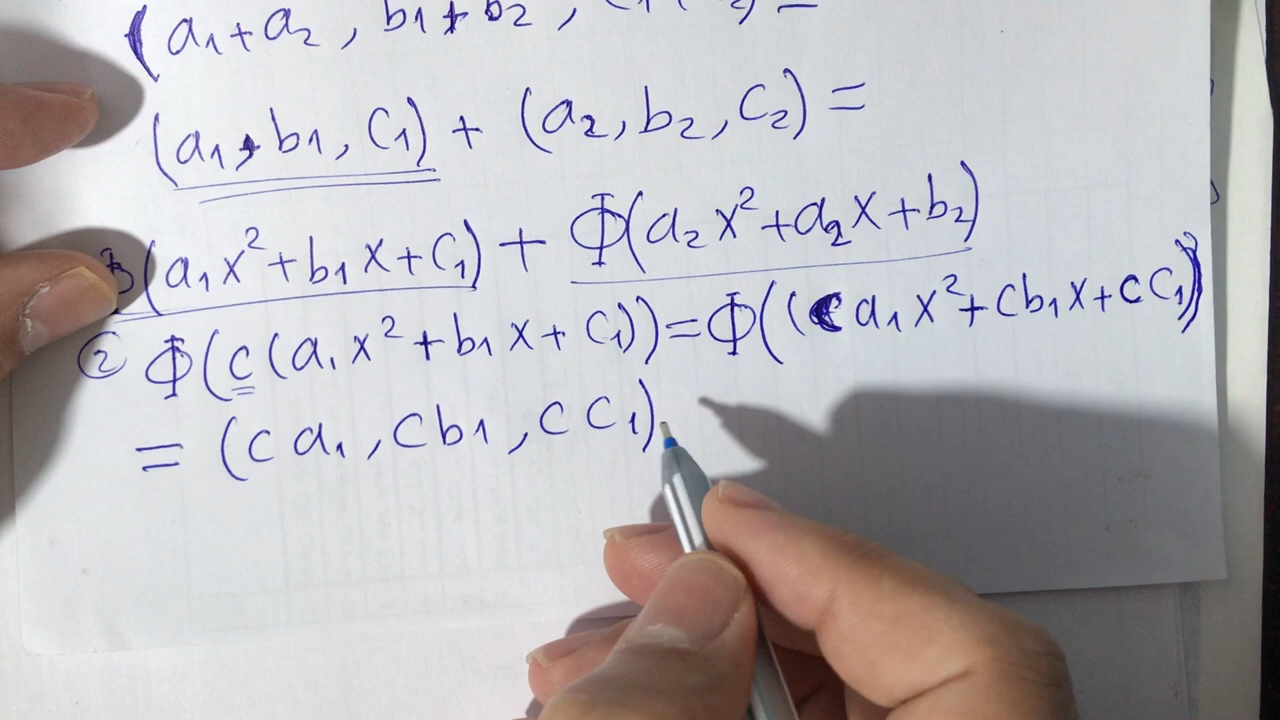 (a₁+a₂, b₁+b₂,
(a₁, b₁, C₁) + (a₂, b₂, C₂) =
(a₁x²+b₁x+C₁) + Φ(a₂x²+a₂x+b₂)
② Φ(c(a₁x²+b₁x+C₁))=Φ((ca₁x²+cb₁x+cC₁))
= (ca₁, cb₁, cC₁)